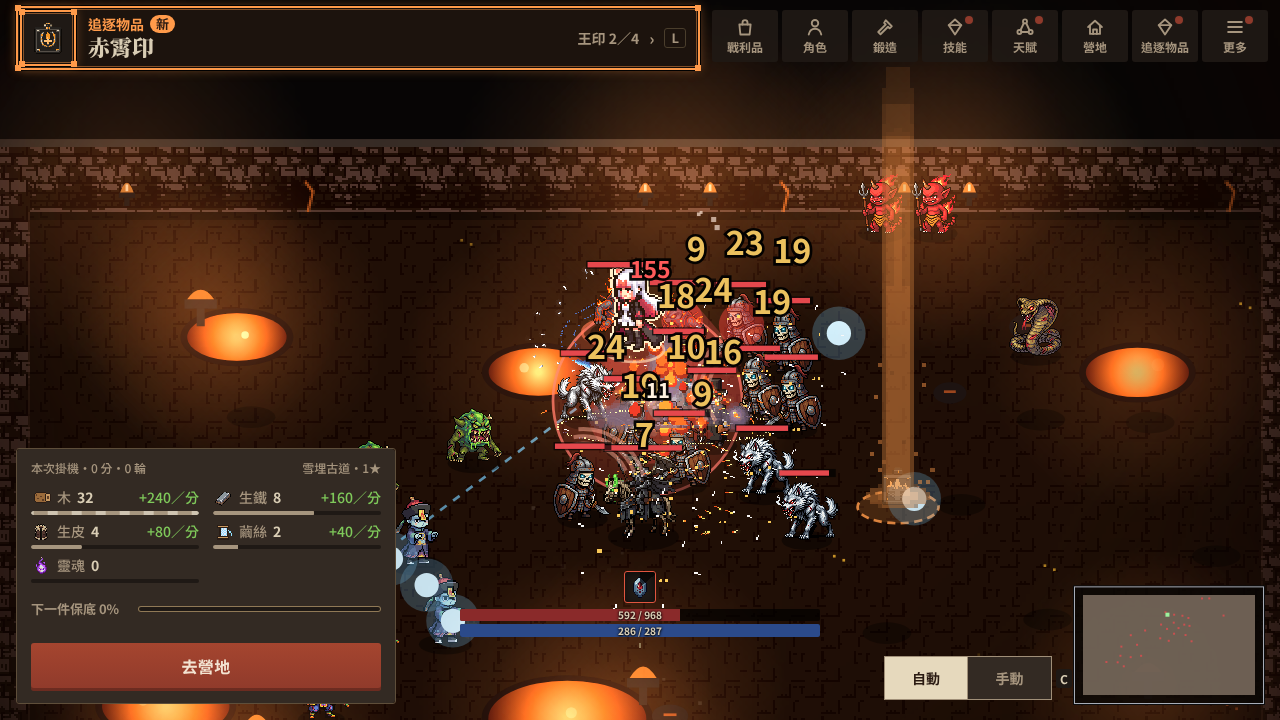 追逐物品 新
赤霄印
王印 2／4 › L
戰利品
角色
鍛造
技能
天賦
營地
追逐物品
更多
9
23
19
155
18
24
19
24
10
16
11
9
7
本次掛機・0 分・0 輪
雪埋古道・1★
木 32 +240／分
生鐵 8 +160／分
生皮 4 +80／分
繭絲 2 +40／分
靈魂 0
下一件保底 0%
去營地
592 / 968
286 / 287
自動
手動
C